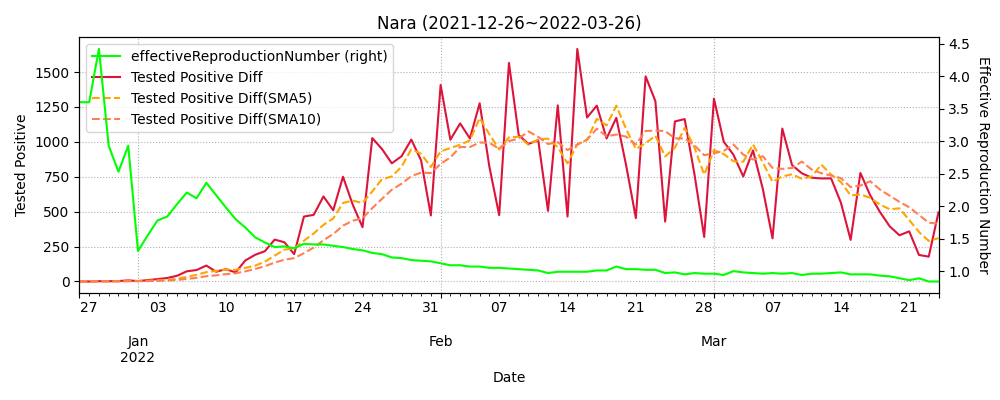 Nara (2021-12-26~2022-03-26)
effectiveReproductionNumber (right)
Tested Positive Diff
Tested Positive Diff(SMA5)
Tested Positive Diff(SMA10)
Tested Positive
1500
1250
1000
750
500
250
0
4.5
4.0
3.5
3.0
2.5
2.0
1.5
1.0
Effective Reproduction Number
27 03 10 17 24 31 07 14 21 28 07 14 21
Jan Feb Mar
2022
Date